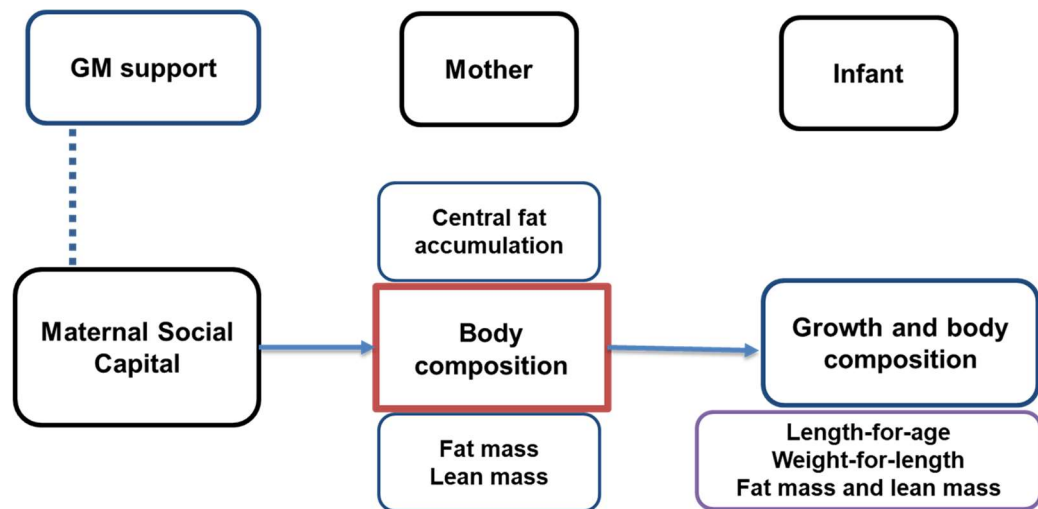 GM support
Mother
Infant
Central fat
accumulation
Maternal Social
Capital
Body
composition
Growth and body
composition
Fat mass
Lean mass
Length-for-age
Weight-for-length
Fat mass and lean mass